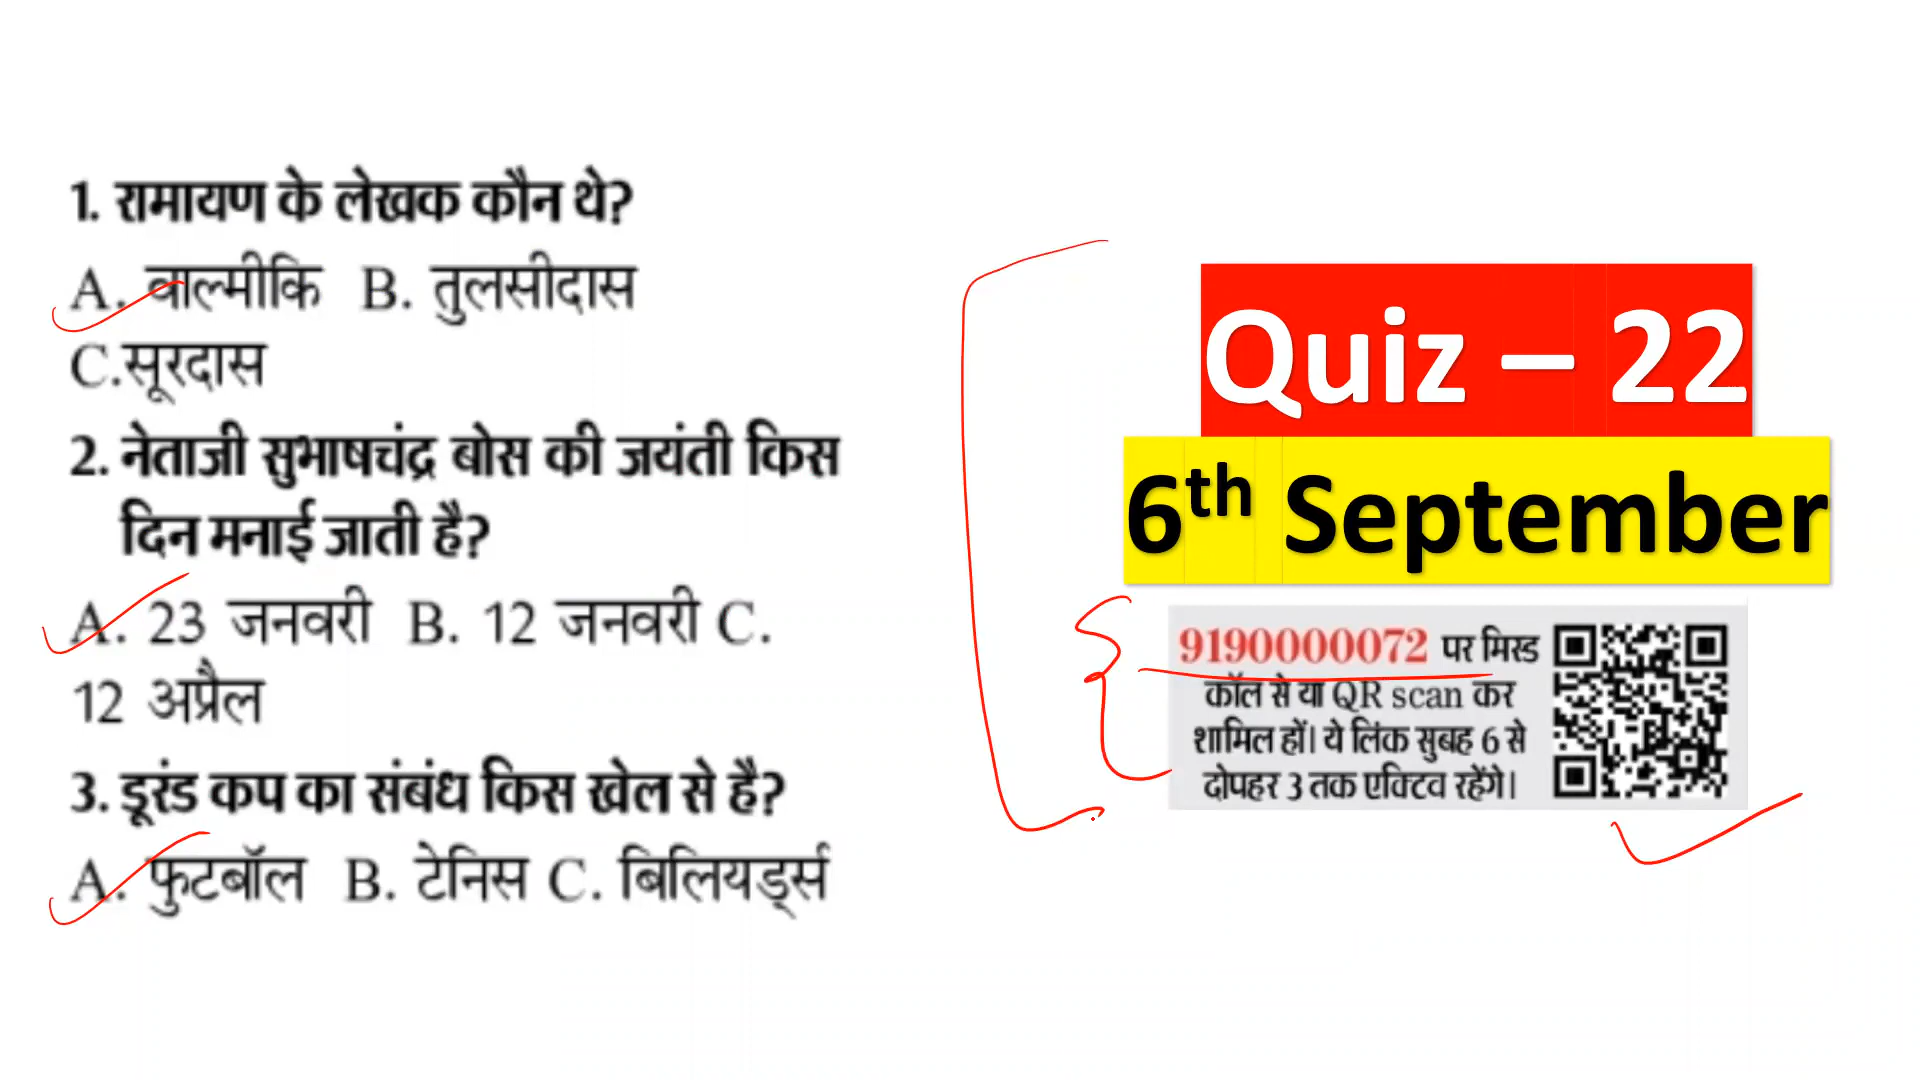 1. रामायण के लेखक कौन थे?
A. वाल्मीकि B. तुलसीदास
C.सूरदास
2. नेताजी सुभाषचंद्र बोस की जयंती किस
दिन मनाई जाती है?
A. 23 जनवरी B. 12 जनवरी C.
12 अप्रैल
3. डूरंड कप का संबंध किस खेल से है?
A. फुटबॉल B. टेनिस C. बिलियर्ड्स
Quiz – 22
6th September
9190000072 पर मिस्ड
कॉल से या QR scan कर
शामिल हों। ये लिंक सुबह 6 से
दोपहर 3 तक एक्टिव रहेंगे।